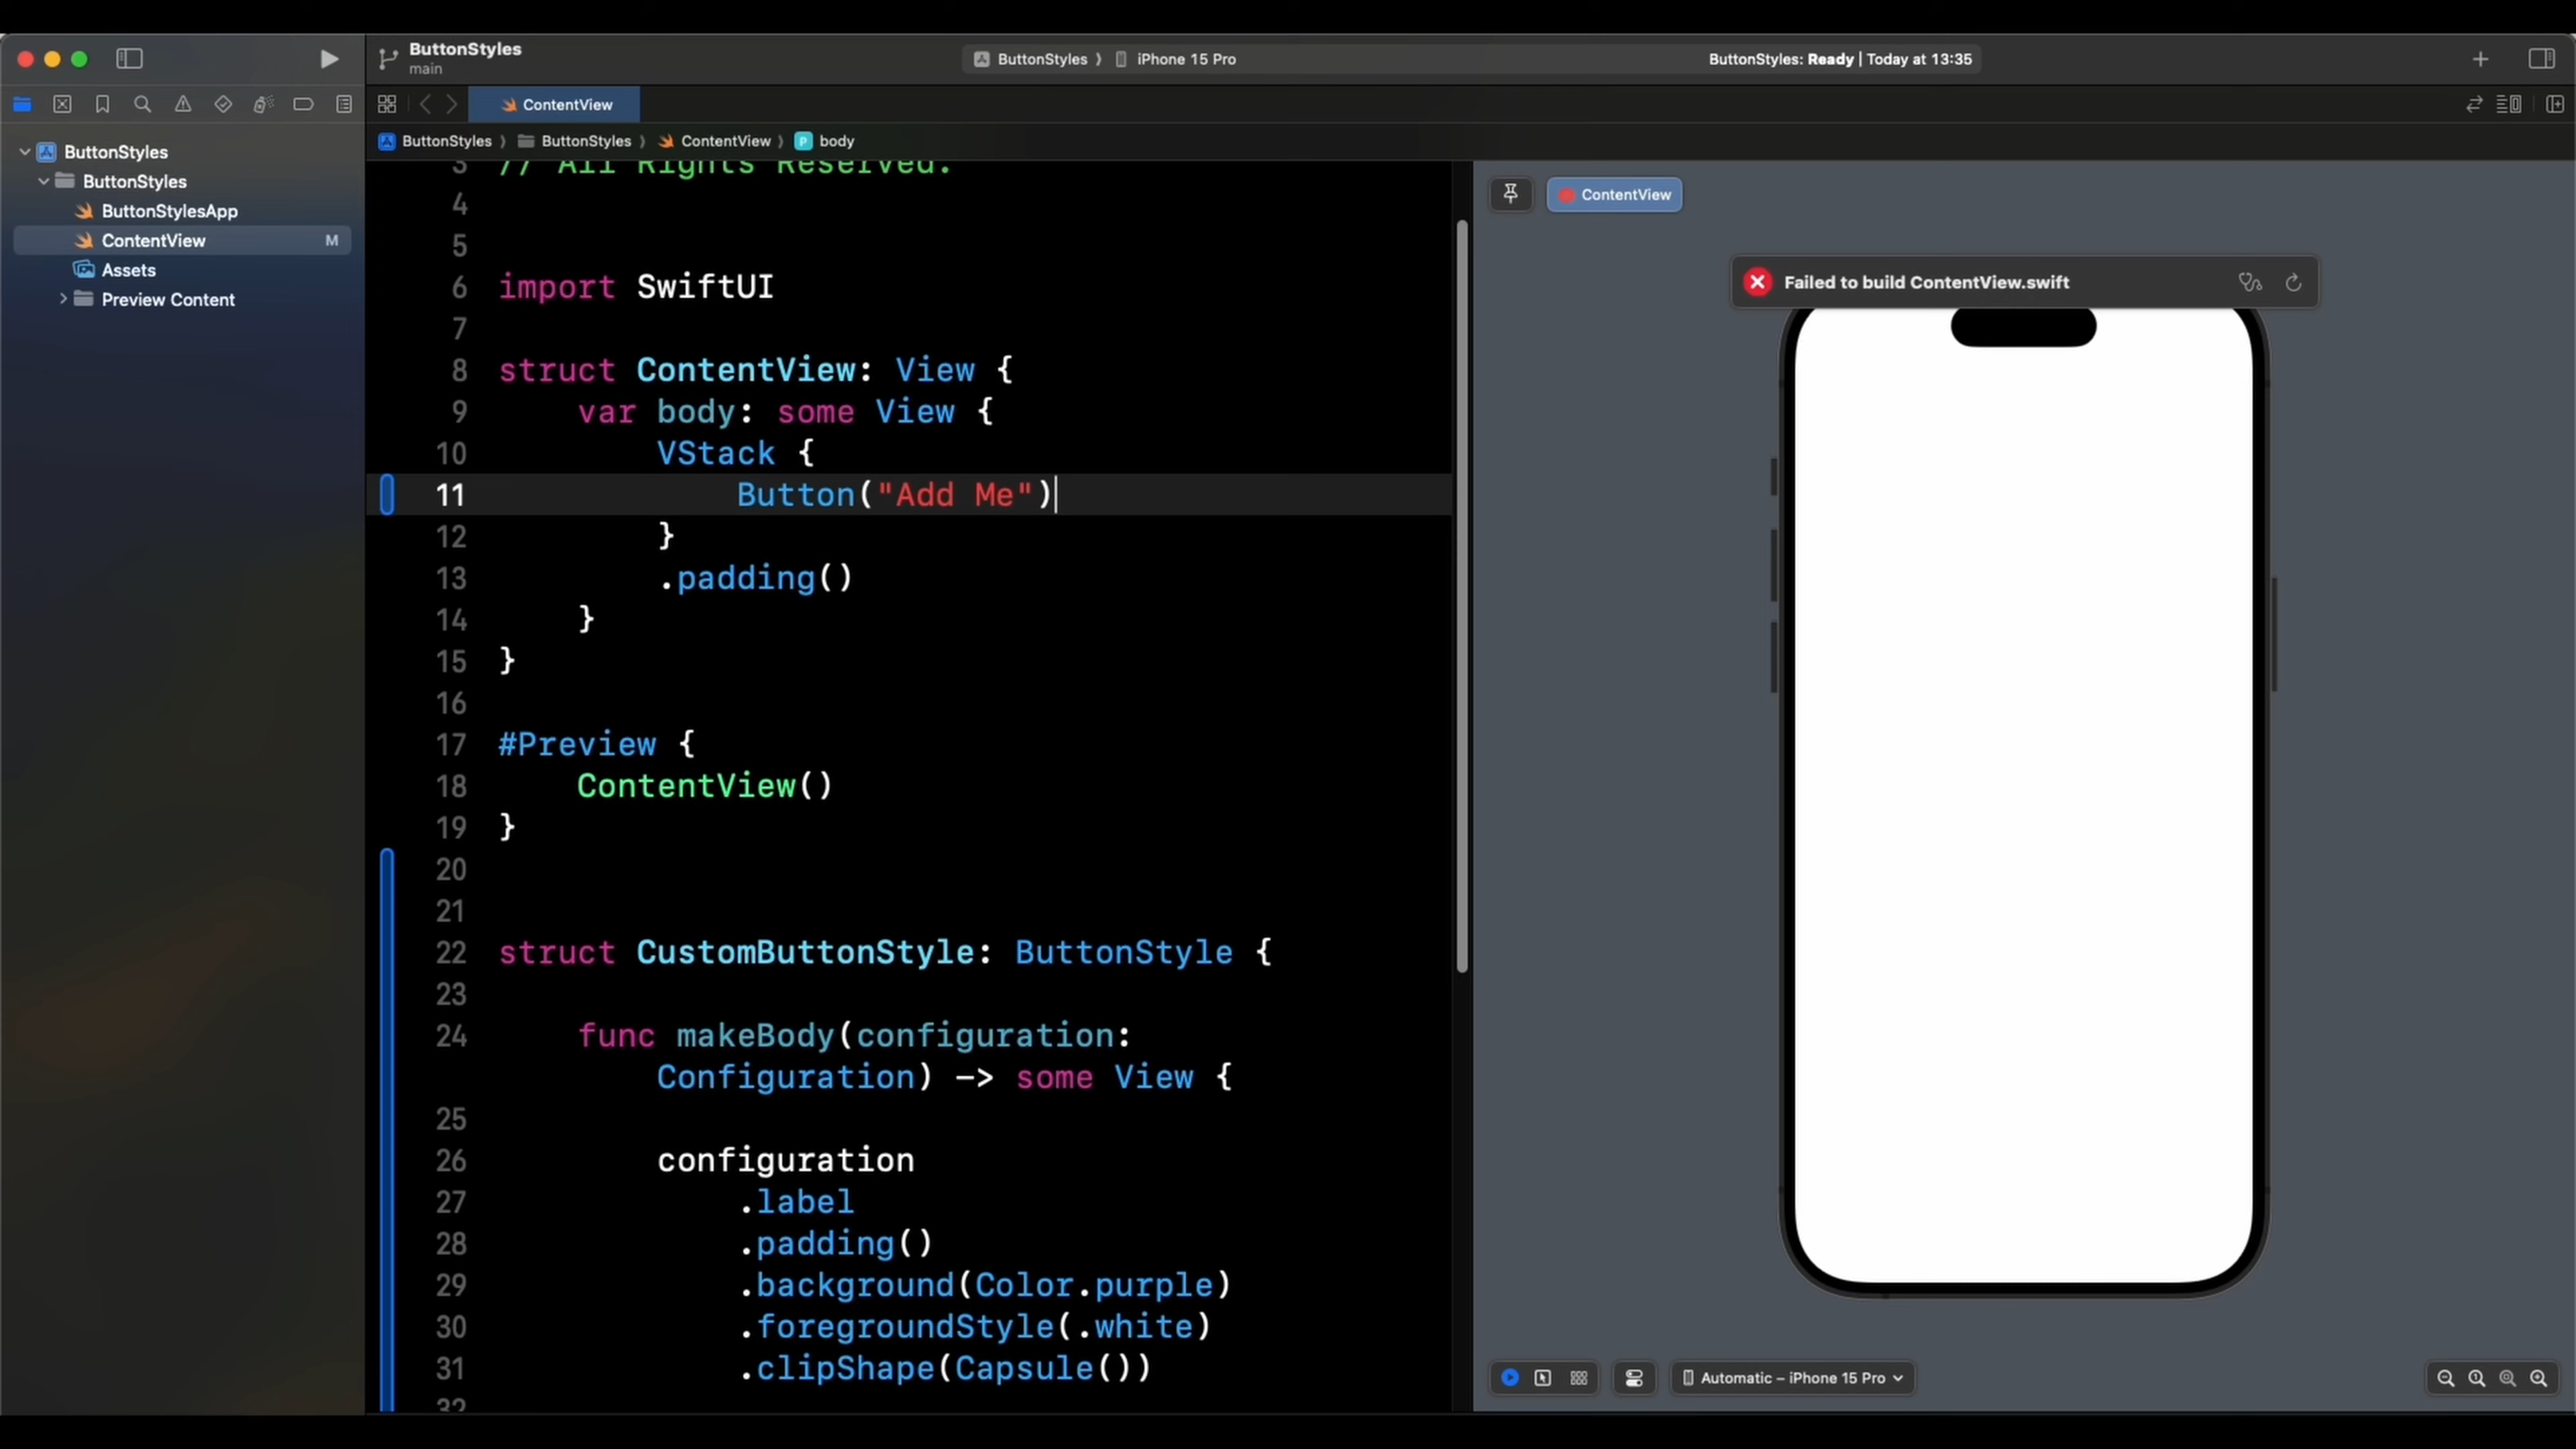 ButtonStyles
main
ButtonStyles 〉 iPhone 15 Pro
ButtonStyles: Ready | Today at 13:35
ContentView
ButtonStyles 〉 ButtonStyles 〉 ContentView 〉 P body
ButtonStyles
ButtonStyles
ButtonStylesApp
ContentView M
Assets
Preview Content
3 // All Rights Reserved.
4
5
6 import SwiftUI
7
8 struct ContentView: View {
9 var body: some View {
10 VStack {
11 Button("Add Me")
12 }
13 .padding()
14 }
15 }
16
17 #Preview {
18 ContentView()
19 }
20
21
22 struct CustomButtonStyle: ButtonStyle {
23
24 func makeBody(configuration:
Configuration) -> some View {
25
26 configuration
27 .label
28 .padding()
29 .background(Color.purple)
30 .foregroundStyle(.white)
31 .clipShape(Capsule())
32
ContentView
Failed to build ContentView.swift
Automatic – iPhone 15 Pro